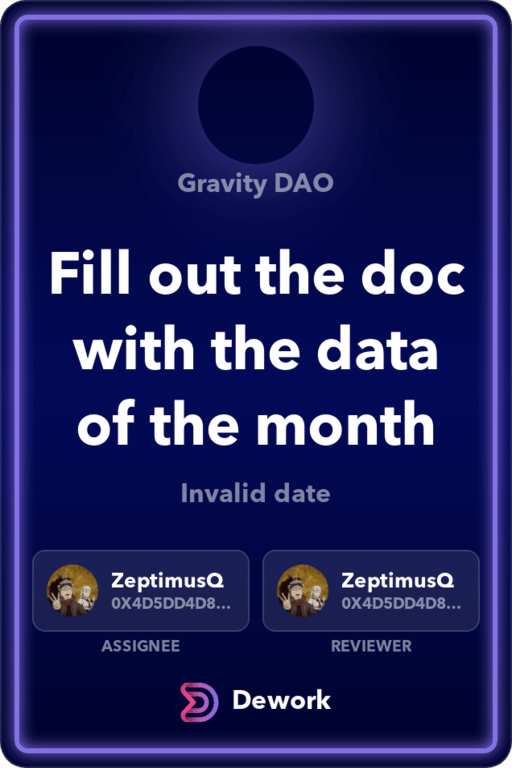 Gravity DAO
Fill out the doc
with the data
of the month
Invalid date
ZeptimusQ ZeptimusQ
0X4D5DD4D8... 0X4D5DD4D8...
ASSIGNEE REVIEWER
Dework